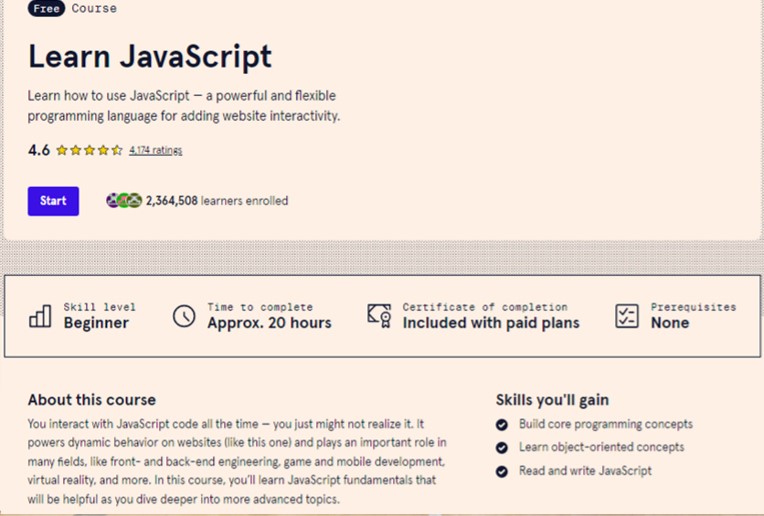 Free Course
Learn JavaScript
Learn how to use JavaScript — a powerful and flexible
programming language for adding website interactivity.
4.6 4,174 ratings
Start 2,364,508 learners enrolled
Skill level
Beginner
Time to complete
Approx. 20 hours
Certificate of completion
Included with paid plans
Prerequisites
None
About this course
You interact with JavaScript code all the time — you just might not realize it. It
powers dynamic behavior on websites (like this one) and plays an important role in
many fields, like front- and back-end engineering, game and mobile development,
virtual reality, and more. In this course, you'll learn JavaScript fundamentals that
will be helpful as you dive deeper into more advanced topics.
Skills you'll gain
Build core programming concepts
Learn object-oriented concepts
Read and write JavaScript